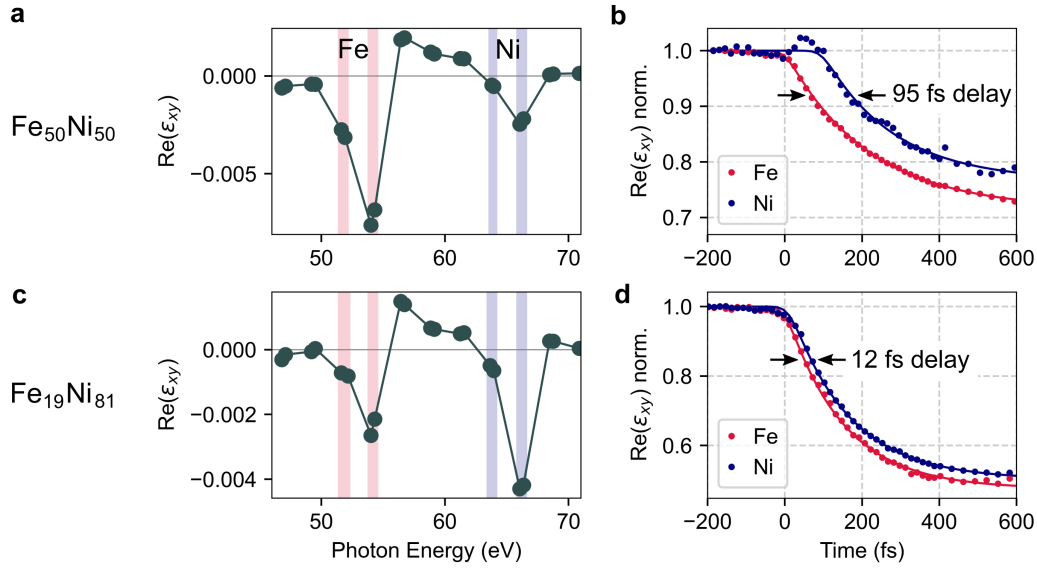 a
Fe50Ni50
Re(εxy)
0.000
−0.005
Fe
Ni
50
60
70
b
Re(εxy) norm.
1.0
0.9
0.8
0.7
95 fs delay
Fe
Ni
−200
0
200
400
600
c
Fe19Ni81
Re(εxy)
0.000
−0.002
−0.004
50
60
70
Photon Energy (eV)
d
Re(εxy) norm.
1.0
0.8
0.6
12 fs delay
Fe
Ni
−200
0
200
400
600
Time (fs)